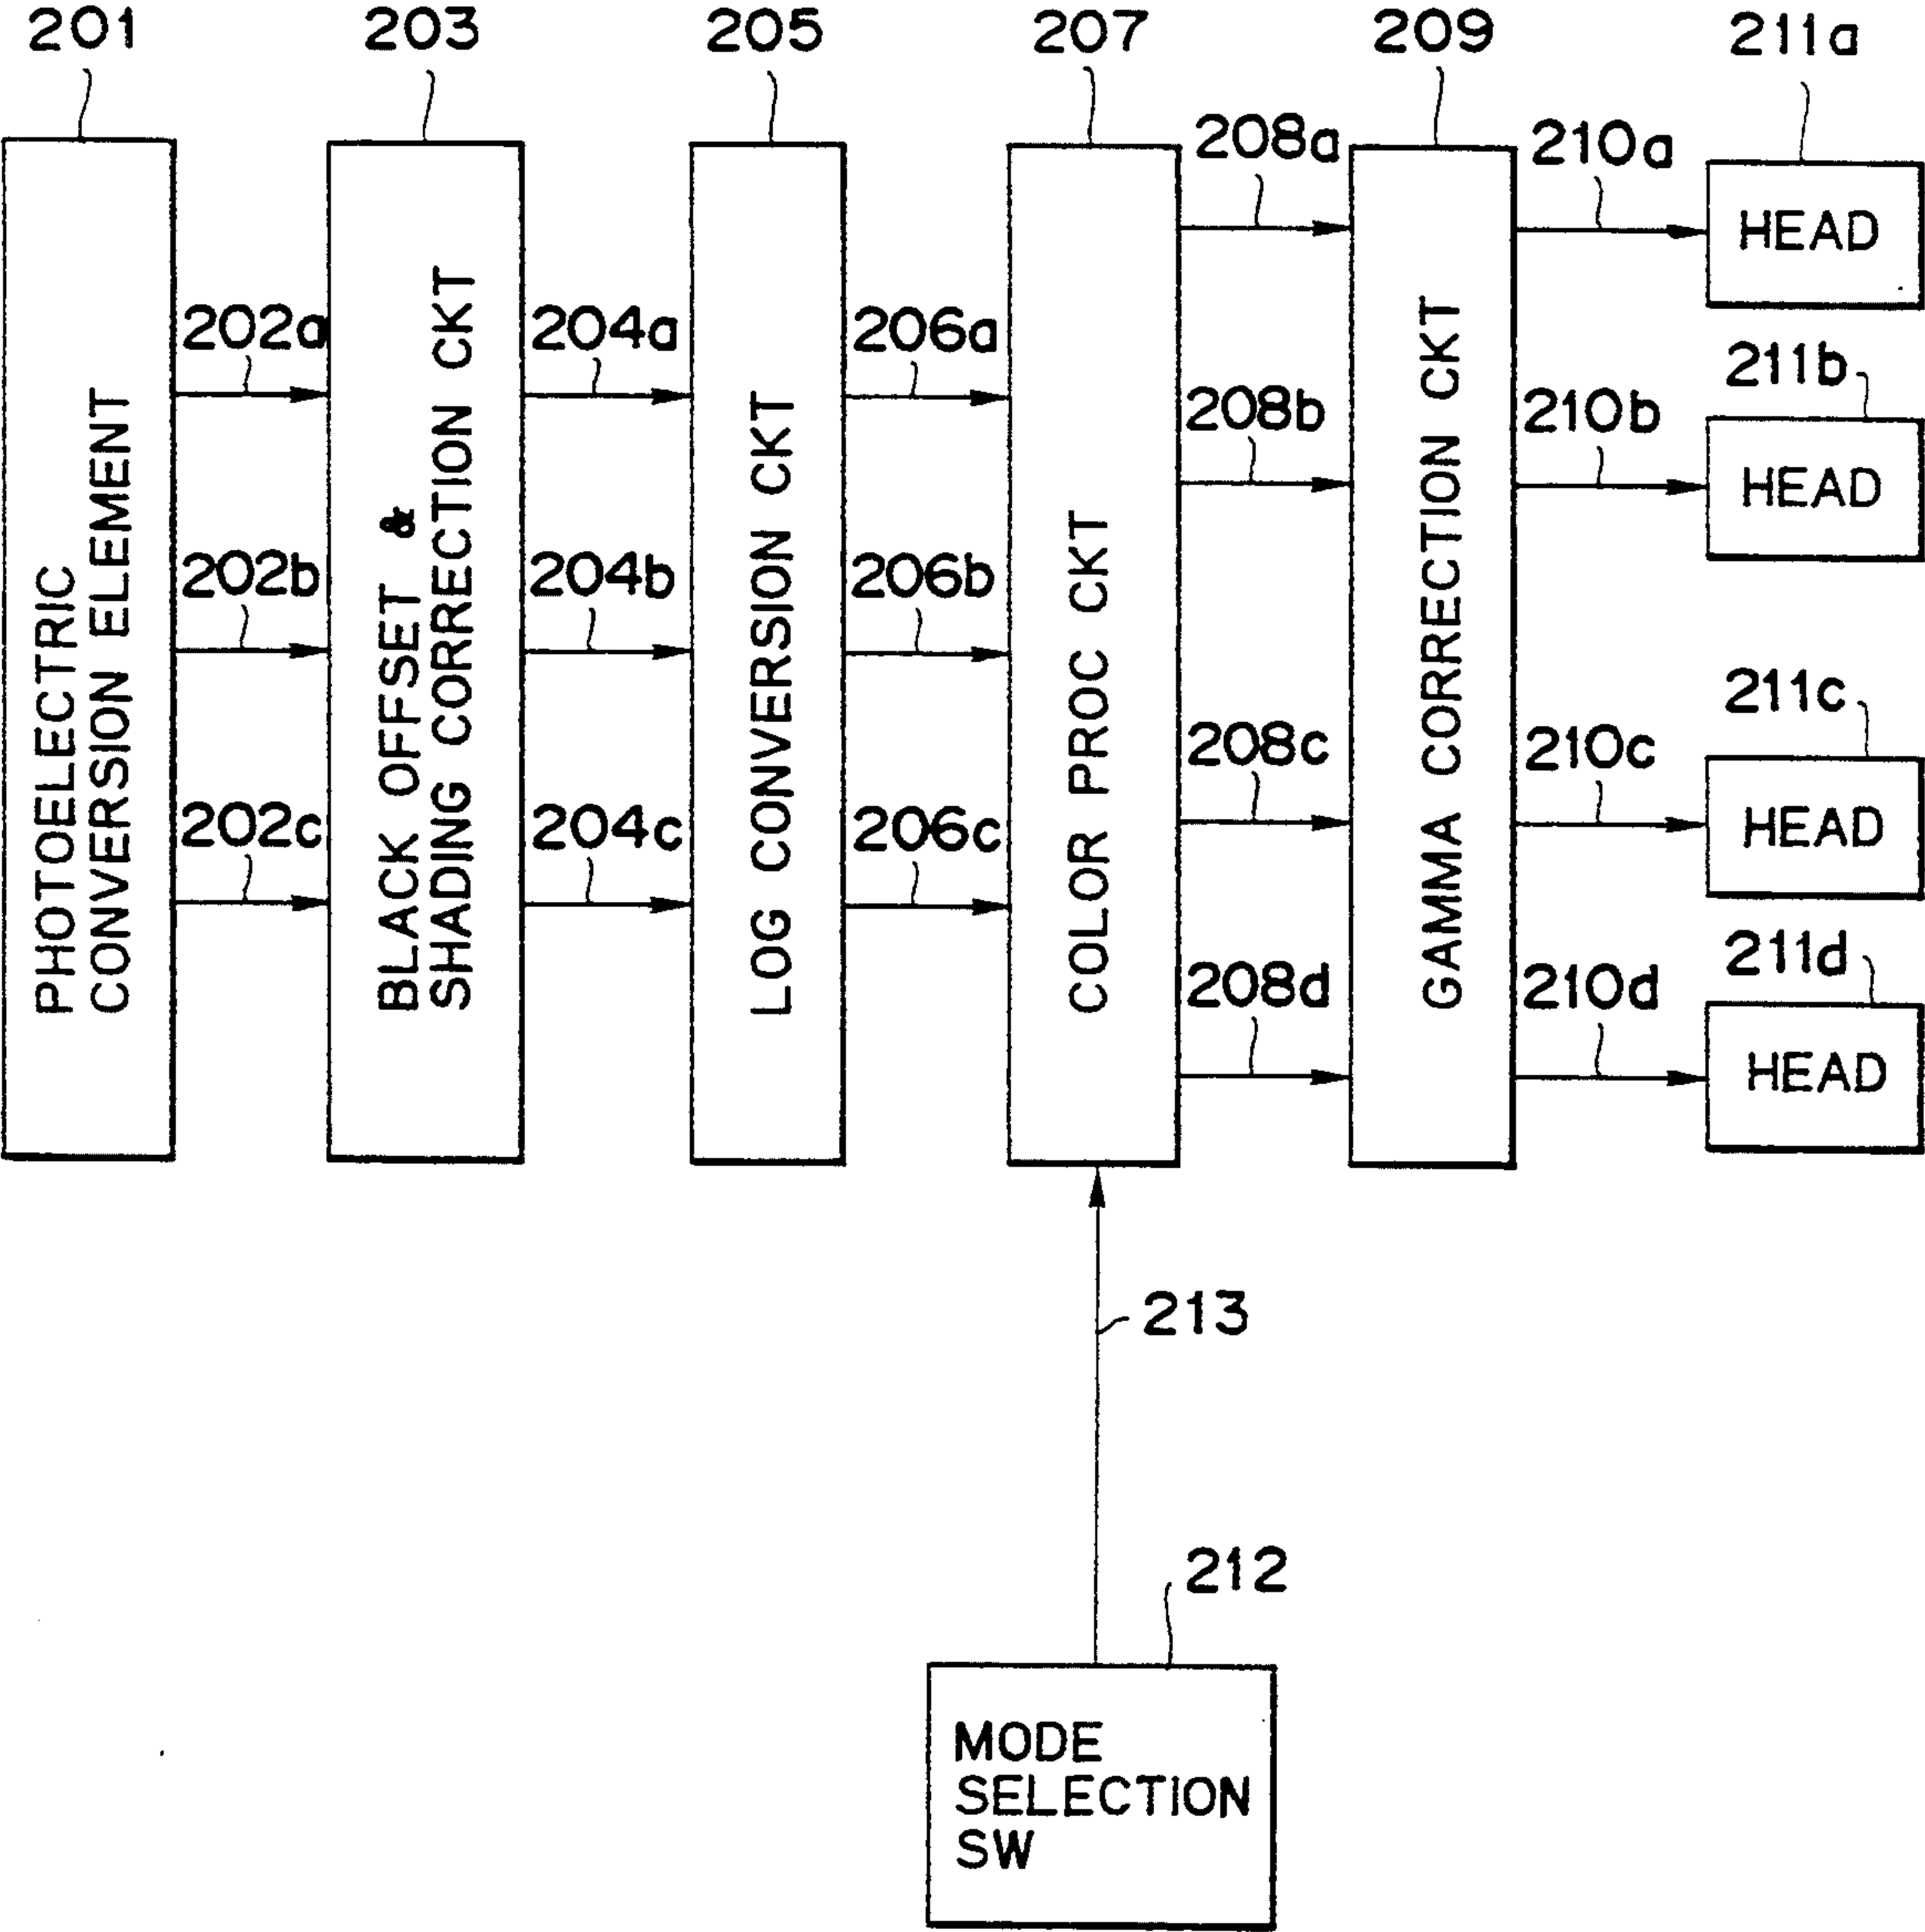 201
203
205
207
209
211a
208a
210a
HEAD
202a
204a
206a
211b
208b
210b
HEAD
202b
204b
206b
211c
208c
210c
HEAD
202c
204c
206c
211d
208d
210d
HEAD
PHOTOELECTRIC
CONVERSION ELEMENT
BLACK OFFSET &
SHADING CORRECTION CKT
LOG CONVERSION CKT
COLOR PROC CKT
GAMMA CORRECTION CKT
213
212
MODE
SELECTION
SW